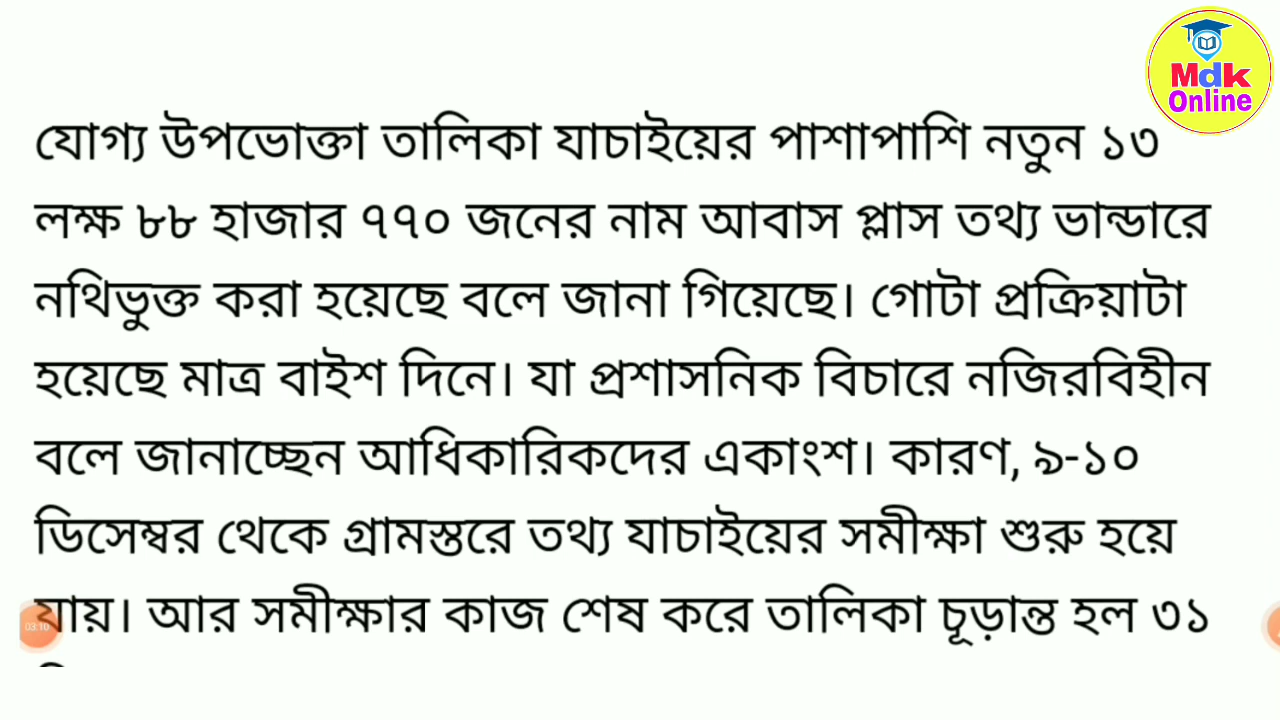 Mdk
Online
যোগ্য উপভোক্তা তালিকা যাচাইয়ের পাশাপাশি নতুন ১৩
লক্ষ ৮৮ হাজার ৭৭০ জনের নাম আবাস প্লাস তথ্য ভান্ডারে
নথিভুক্ত করা হয়েছে বলে জানা গিয়েছে। গোটা প্রক্রিয়াটা
হয়েছে মাত্র বাইশ দিনে। যা প্রশাসনিক বিচারে নজিরবিহীন
বলে জানাচ্ছেন আধিকারিকদের একাংশ। কারণ, ৯-১০
ডিসেম্বর থেকে গ্রামস্তরে তথ্য যাচাইয়ের সমীক্ষা শুরু হয়ে
যায়। আর সমীক্ষার কাজ শেষ করে তালিকা চূড়ান্ত হল ৩১
03:10